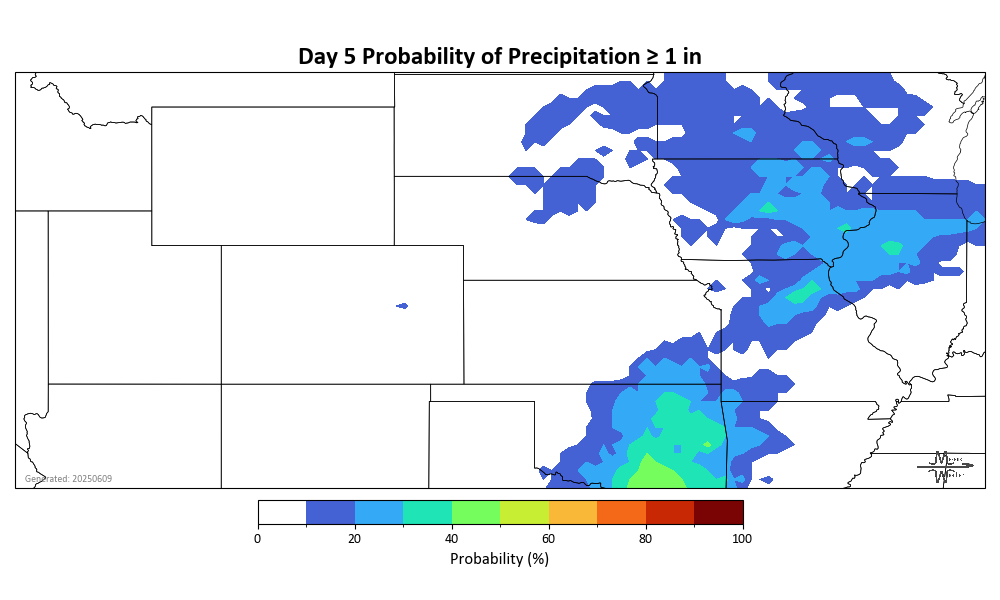 Day 5 Probability of Precipitation ≥ 1 in
Generated: 20250609
0 20 40 60 80 100
Probability (%)